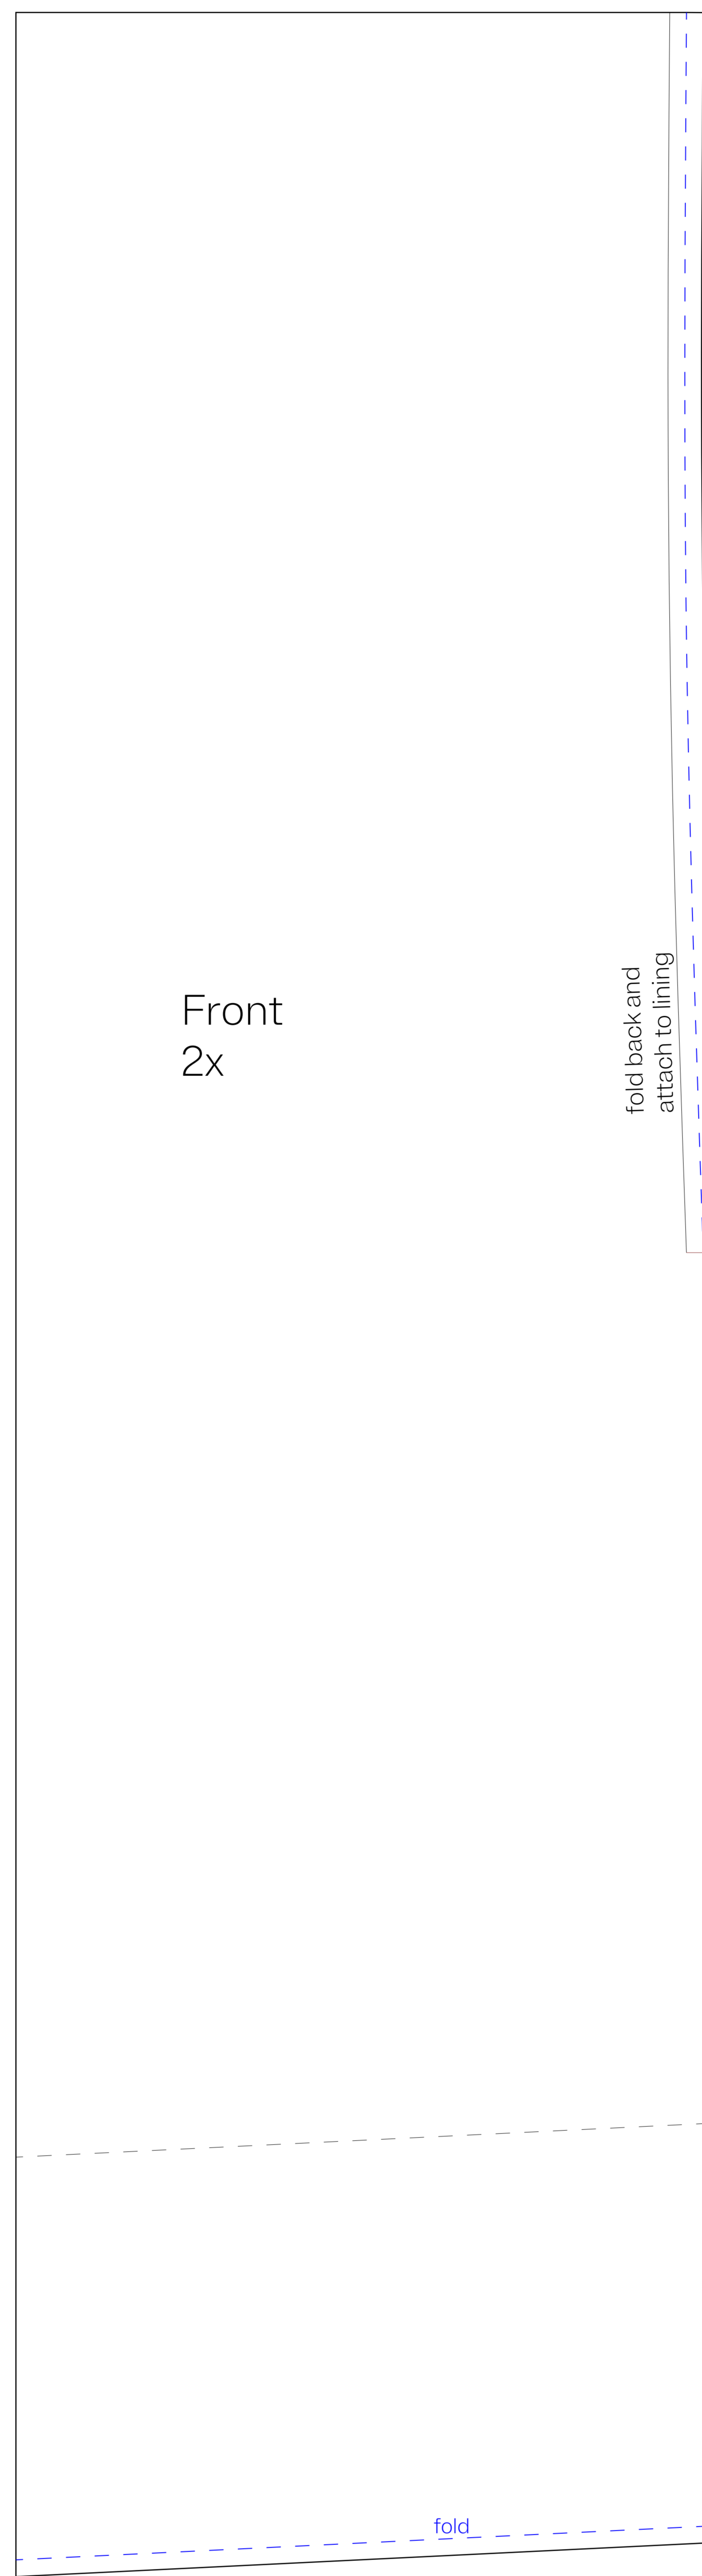 Front
2x
fold back and
attach to lining
fold